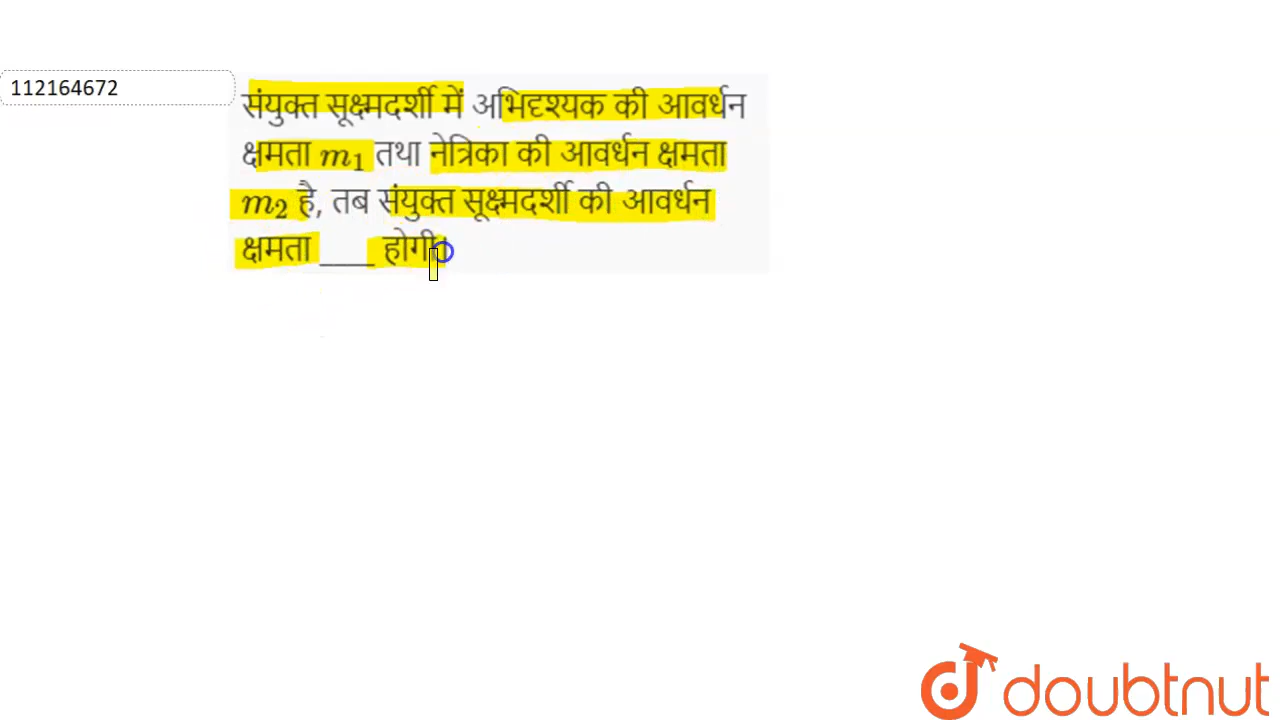 112164672
संयुक्त सूक्ष्मदर्शी में अभिदृश्यक की आवर्धन
क्षमता m₁ तथा नेत्रिका की आवर्धन क्षमता
m₂ है, तब संयुक्त सूक्ष्मदर्शी की आवर्धन
क्षमता ____ होगी।
doubtnut